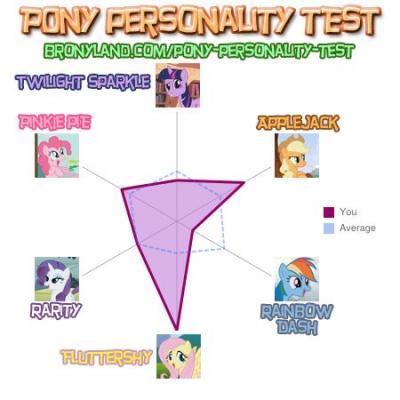 PONY PERSONALITY TEST
BRONYLAND.COM/PONY-PERSONALITY-TEST
TWILIGHT SPARKLE
PINKIE PIE
APPLEJACK
You
Average
RARITY
RAINBOW
DASH
FLUTTERSHY